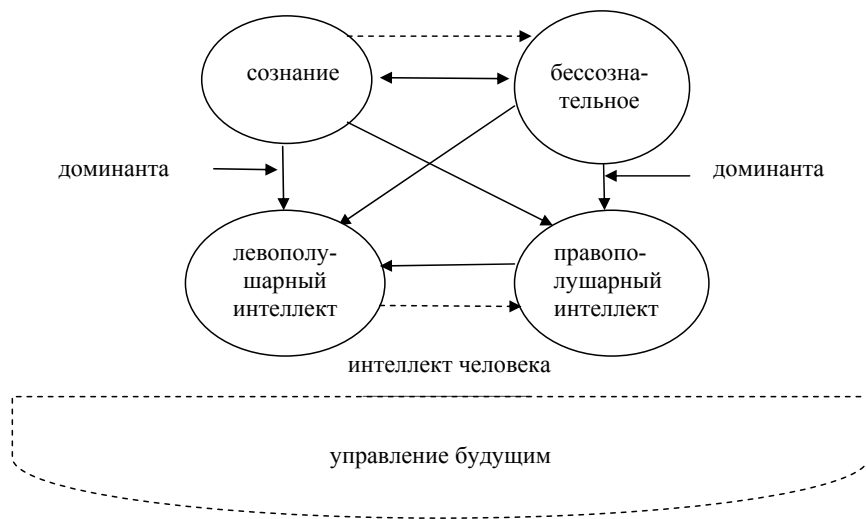 сознание
бессозна-
тельное
доминанта
доминанта
левополу-
шарный
интеллект
правопо-
лушарный
интеллект
интеллект человека
управление будущим